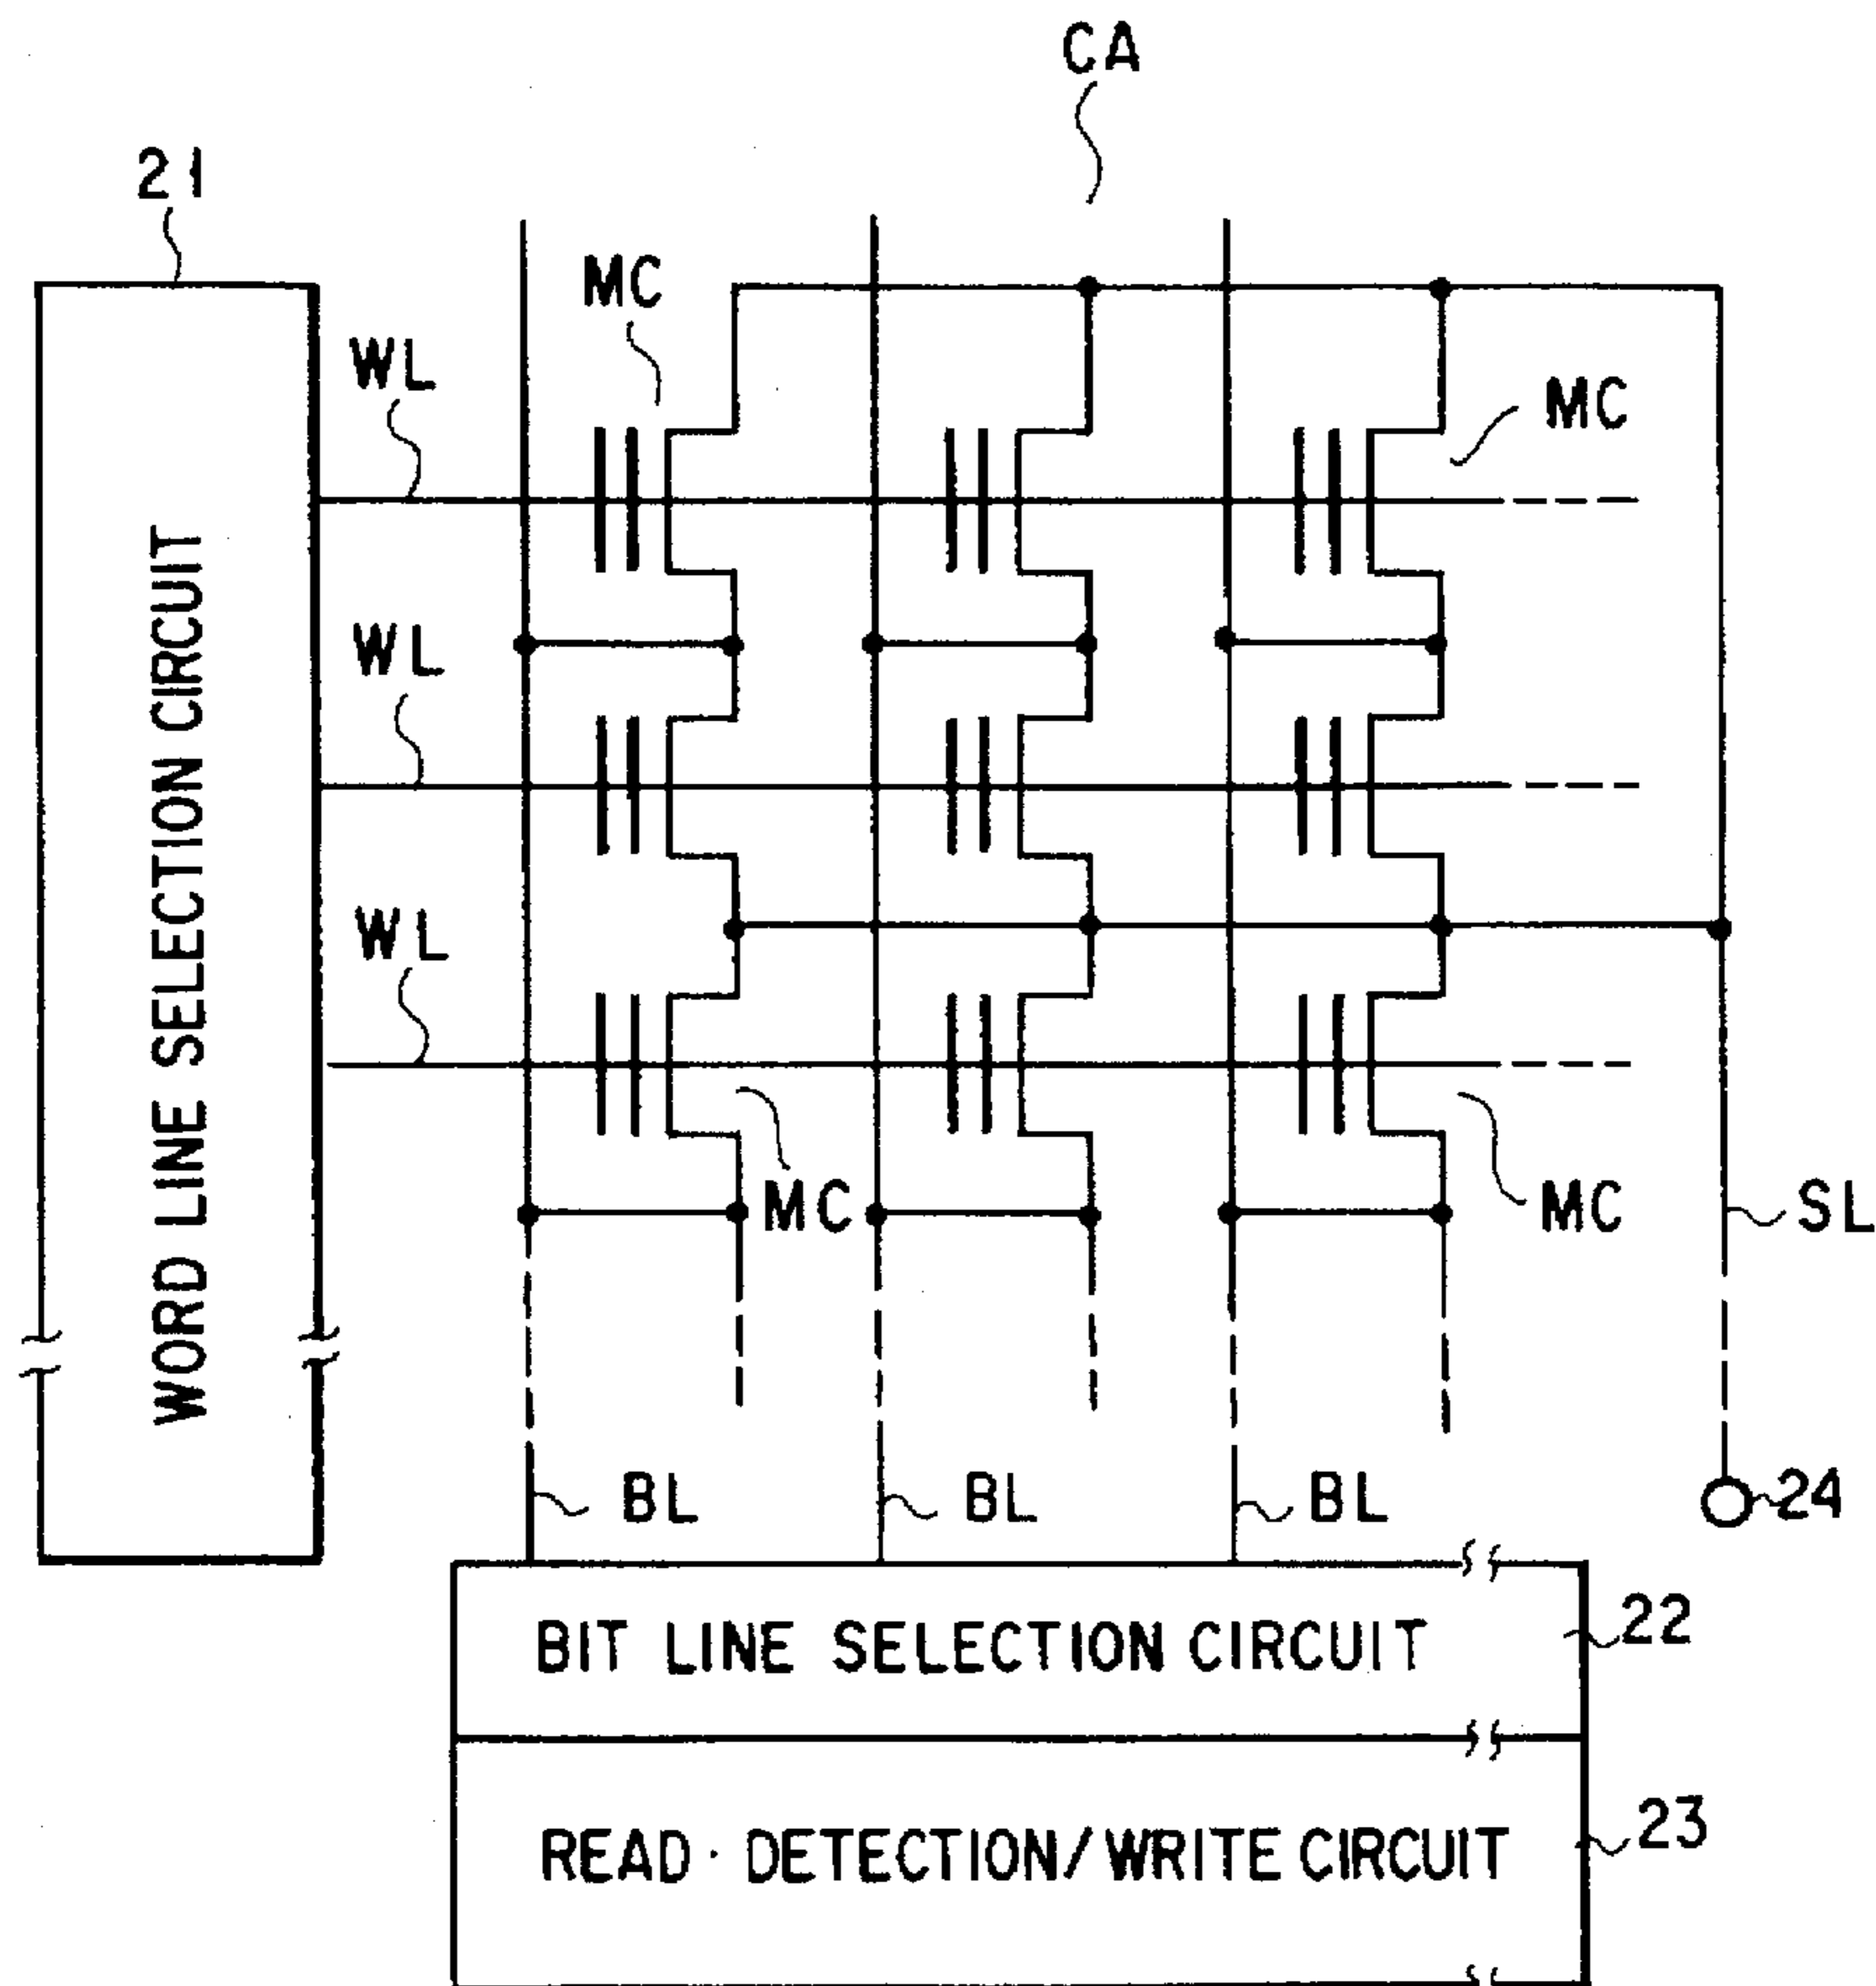 CA
21
MC
WL
MC
WORD LINE SELECTION CIRCUIT
WL
WL
MC
MC
SL
BL
BL
BL
24
BIT LINE SELECTION CIRCUIT
22
READ · DETECTION/WRITE CIRCUIT
23